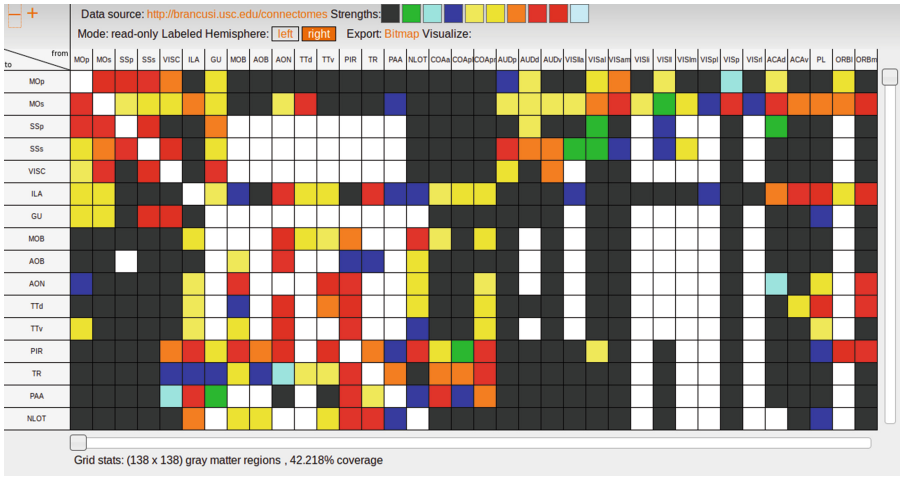 − + Data source: http://brancusi.usc.edu/connectomes Strengths:
Mode: read-only Labeled Hemisphere: left right Export: Bitmap Visualize:
from
to
MOp MOs SSp SSs VISC ILA GU MOB AOB AON TTd TTv PIR TR PAA NLOT COAa COApl COApm AUDp AUDd AUDv VISlla VISal VISam VISli VISll VISlm VISpl VISp VISrl ACAd ACAv PL ORBl ORBm
MOp
MOs
SSp
SSs
VISC
ILA
GU
MOB
AOB
AON
TTd
TTv
PIR
TR
PAA
NLOT
Grid stats: (138 x 138) gray matter regions , 42.218% coverage